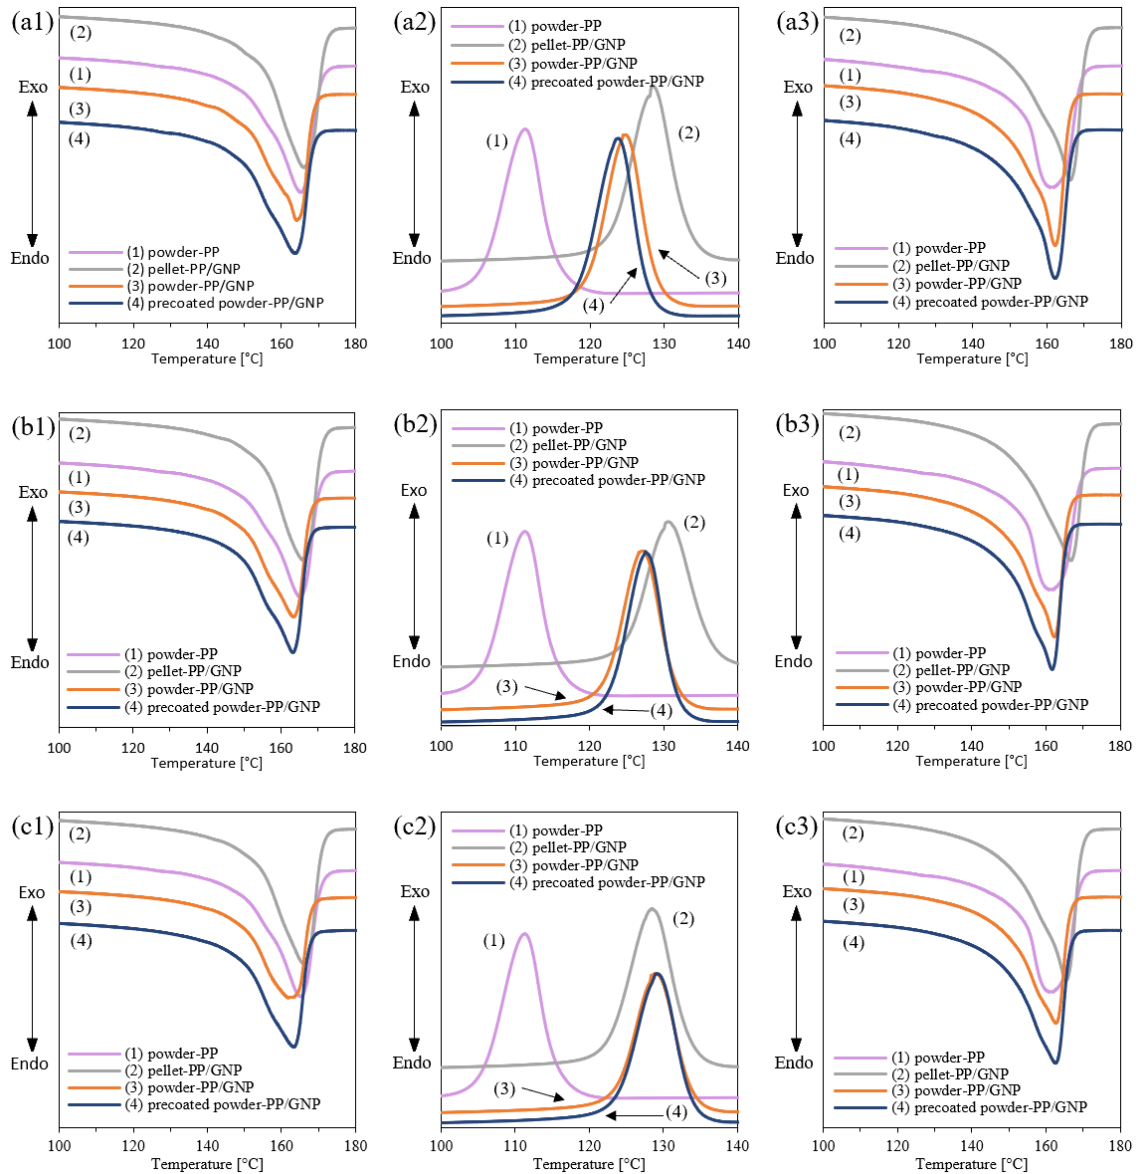 (a1)
(2)
(1)
(3)
(4)
Exo
Endo
(1) powder-PP
(2) pellet-PP/GNP
(3) powder-PP/GNP
(4) precoated powder-PP/GNP
100 120 140 160 180
Temperature [°C]
(a2)
(1) powder-PP
(2) pellet-PP/GNP
(3) powder-PP/GNP
(4) precoated powder-PP/GNP
Exo
(1)
(2)
Endo
(3)
(4)
100 110 120 130 140
Temperature [°C]
(a3)
(2)
(1)
(3)
(4)
Exo
Endo
(1) powder-PP
(2) pellet-PP/GNP
(3) powder-PP/GNP
(4) precoated powder-PP/GNP
100 120 140 160 180
Temperature [°C]
(b1)
(2)
(1)
(3)
(4)
Exo
Endo
(1) powder-PP
(2) pellet-PP/GNP
(3) powder-PP/GNP
(4) precoated powder-PP/GNP
100 120 140 160 180
Temperature [°C]
(b2)
(1) powder-PP
(2) pellet-PP/GNP
(3) powder-PP/GNP
(4) precoated powder-PP/GNP
Exo
(1)
(2)
Endo
(3)
(4)
100 110 120 130 140
Temperature [°C]
(b3)
(2)
(1)
(3)
(4)
Exo
Endo
(1) powder-PP
(2) pellet-PP/GNP
(3) powder-PP/GNP
(4) precoated powder-PP/GNP
100 120 140 160 180
Temperature [°C]
(c1)
(2)
(1)
(3)
(4)
Exo
Endo
(1) powder-PP
(2) pellet-PP/GNP
(3) powder-PP/GNP
(4) precoated powder-PP/GNP
100 120 140 160 180
Temperature [°C]
(c2)
(1) powder-PP
(2) pellet-PP/GNP
(3) powder-PP/GNP
(4) precoated powder-PP/GNP
Exo
(1)
(2)
Endo
(3)
(4)
100 110 120 130 140
Temperature [°C]
(c3)
(2)
(1)
(3)
(4)
Exo
Endo
(1) powder-PP
(2) pellet-PP/GNP
(3) powder-PP/GNP
(4) precoated powder-PP/GNP
100 120 140 160 180
Temperature [°C]